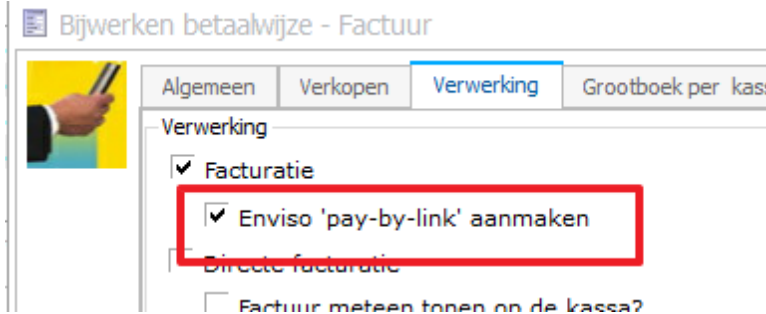 Bijwerken betaalwijze - Factuur
Algemeen Verkopen Verwerking Grootboek per kass
Verwerking
Facturatie
Enviso 'pay-by-link' aanmaken
Directe facturatie
Factuur meteen tonen op de kassa?